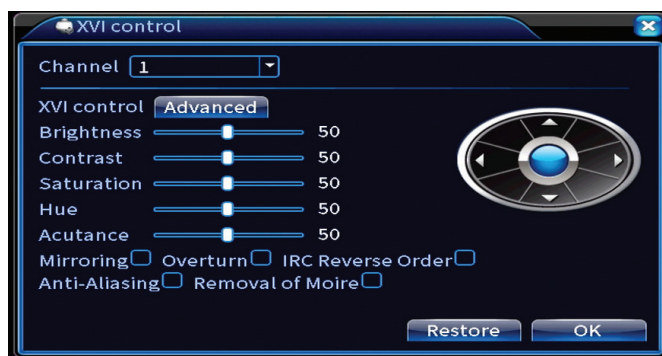 XVI control
Channel 1
XVI control Advanced
Brightness 50
Contrast 50
Saturation 50
Hue 50
Acutance 50
Mirroring Overturn IRC Reverse Order
Anti-Aliasing Removal of Moire
Restore OK